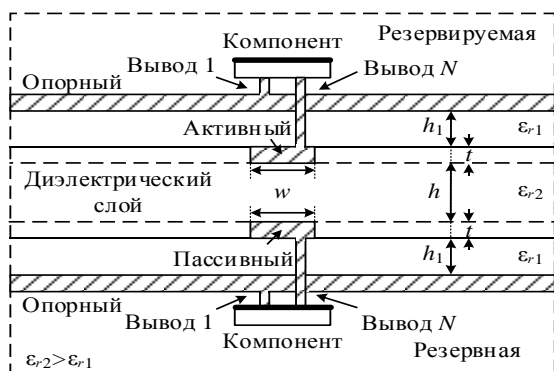 Компонент
Резервируемая
Опорный
Вывод 1
Вывод N
Активный
h₁
εr1
t
Диэлектрический
слой
w
h
εr2
t
Пассивный
h₁
εr1
Опорный
Вывод 1
Вывод N
Компонент
Резервная
εr2>εr1